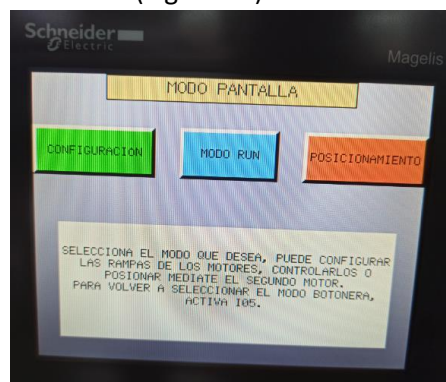 Schneider
Electric
Magelis
MODO PANTALLA
CONFIGURACION
MODO RUN
POSICIONAMIENTO
SELECCIONA EL MODO QUE DESEA, PUEDE CONFIGURAR
LAS RAMPAS DE LOS MOTORES, CONTROLARLOS O
POSIONAR MEDIATE EL SEGUNDO MOTOR.
PARA VOLVER A SELECCIONAR EL MODO BOTONERA,
ACTIVA I05.